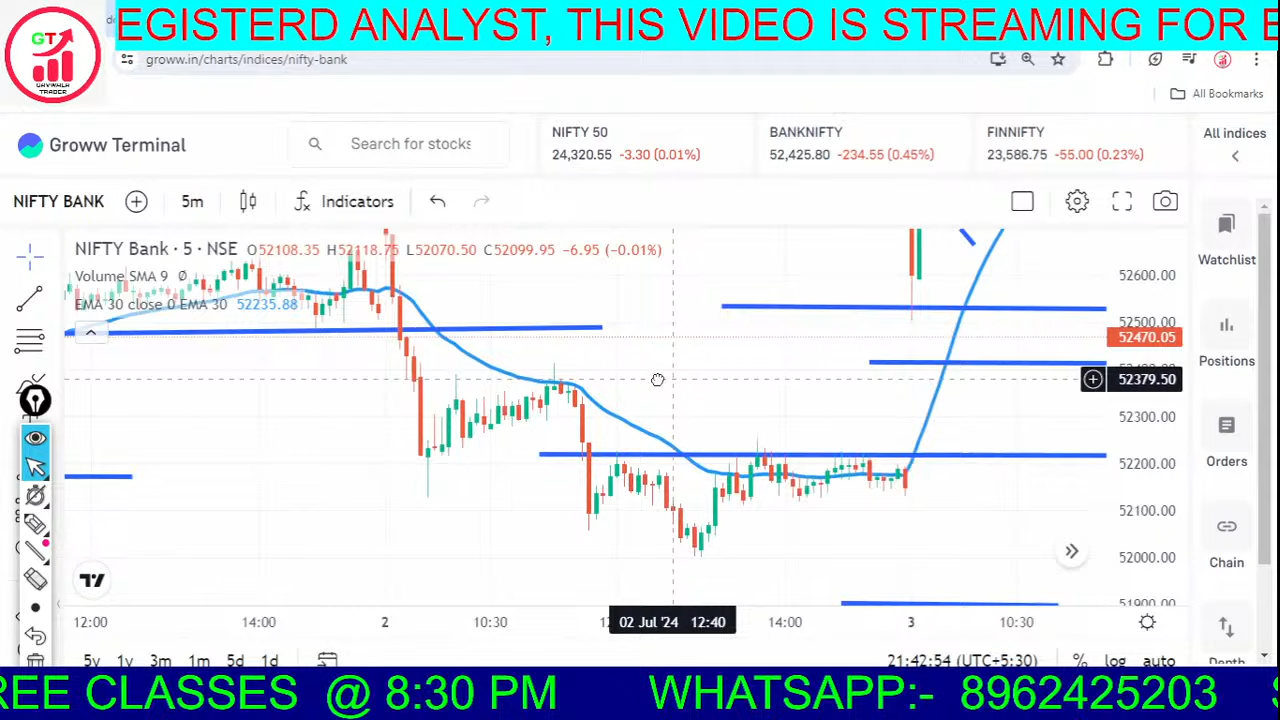 EGISTERD ANALYST, THIS VIDEO IS STREAMING FOR E
GT
GAYWALA
TRADER
groww.in/charts/indices/nifty-bank
All Bookmarks
Groww Terminal
Search for stocks
NIFTY 50
24,320.55 -3.30 (0.01%)
BANKNIFTY
52,425.80 -234.55 (0.45%)
FINNIFTY
23,586.75 -55.00 (0.23%)
All indices
NIFTY BANK
5m
Indicators
NIFTY Bank · 5 · NSE O52108.35 H52118.75 L52070.50 C52099.95 -6.95 (-0.01%)
Volume SMA 9 0
EMA 30 close 0 EMA 30 52235.88
52600.00
52500.00
52470.05
52379.50
52300.00
52200.00
52100.00
52000.00
51900.00
Watchlist
Positions
Orders
Chain
Depth
12:00 14:00 2 10:30 02 Jul '24 12:40 14:00 3 10:30
5y 1y 3m 1m 5d 1d 21:42:54 (UTC+5:30) % log auto
REE CLASSES @ 8:30 PM WHATSAPP:- 8962425203 S